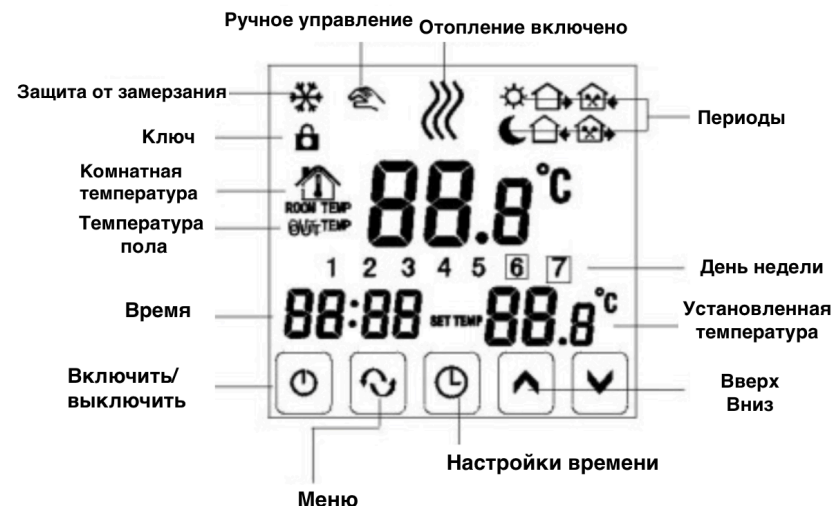 Ручное управление
Отопление включено
Защита от замерзания
Ключ
Периоды
Комнатная
температура
ROOM TEMP
88.8°C
Температура
пола
OUT TEMP
1 2 3 4 5 6 7
День недели
Время
88:88
SET TEMP
88.8°C
Установленная
температура
Включить/
выключить
Вверх
Вниз
Настройки времени
Меню